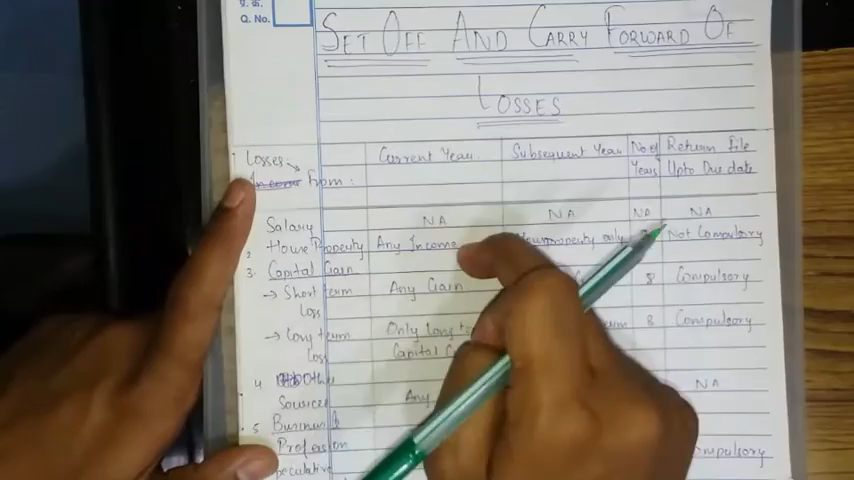 प्र. क्र.
Q. No.
SET OFF AND CARRY FORWARD OF
LOSSES
Losses → From : Current Year Subsequent Year No of Years Return File Upto Due date
Salary NA NA NA NA
2 House Property Any Income property only Not Compulsory
3. Capital Gain
→ Short term Loss Any Gain 8 Compulsory
→ Long term Loss Only Long Capital 8 Compulsory
4 Other Sources Any NA
5 Business & Profession
Speculative